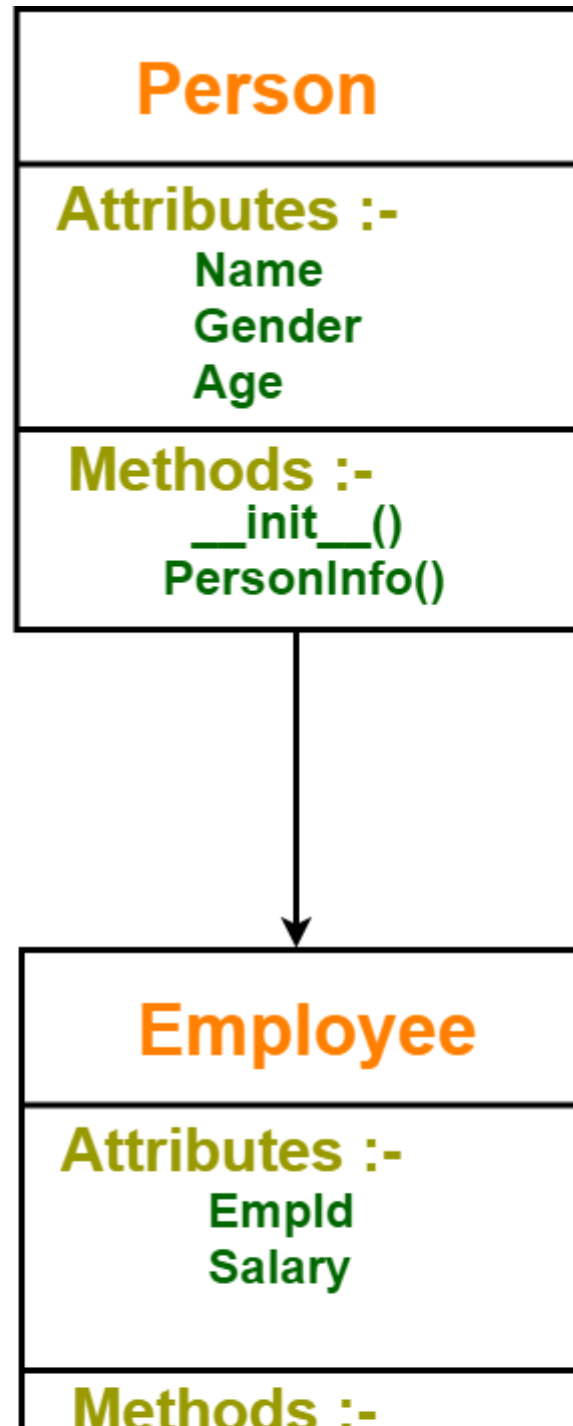 Person
Attributes :-
Name
Gender
Age
Methods :-
__init__()
PersonInfo()
Employee
Attributes :-
EmpId
Salary
Methods :-